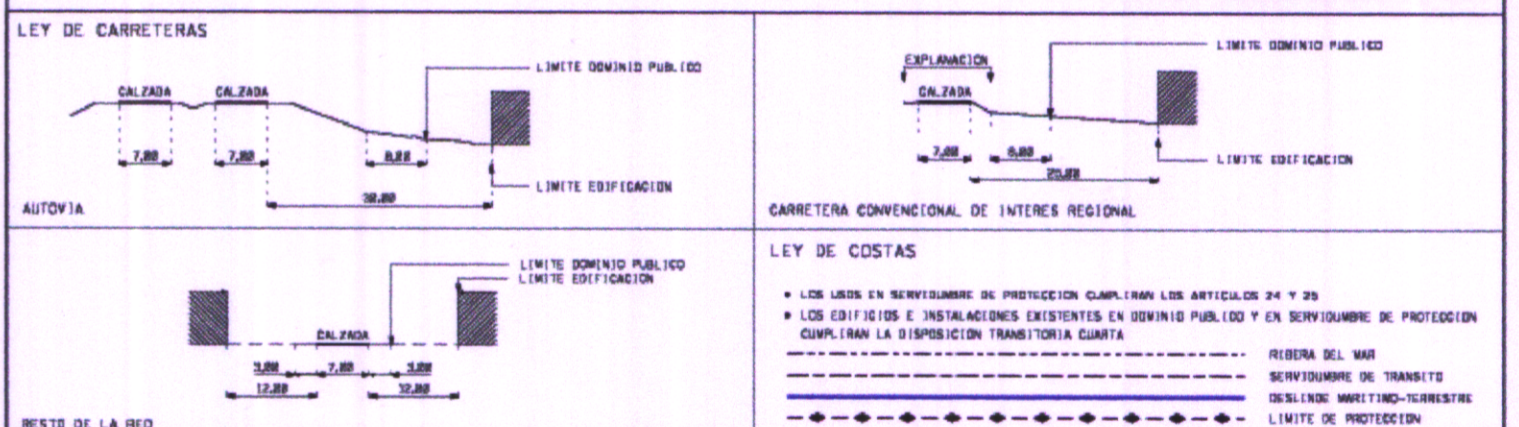 LEY DE CARRETERAS
LIMITE DOMINIO PUBLICO
CALZADA CALZADA
7,00 7,00 8,00
LIMITE EDIFICACION
AUTOVIA
LIMITE DOMINIO PUBLICO
EXPLANACION
CALZADA
7,00 8,00
LIMITE EDIFICACION
25,00
CARRETERA CONVENCIONAL DE INTERES REGIONAL
LIMITE DOMINIO PUBLICO
LIMITE EDIFICACION
CALZADA
3,00 7,00 3,00
12,00 12,00
RESTO DE LA RED
LEY DE COSTAS
• LOS USOS EN SERVIDUMBRE DE PROTECCION CUMPLIRAN LOS ARTICULOS 24 Y 25
• LOS EDIFICIOS E INSTALACIONES EXISTENTES EN DOMINIO PUBLICO Y EN SERVIDUMBRE DE PROTECCION
CUMPLIRAN LA DISPOSICION TRANSITORIA CUARTA
RIBERA DEL MAR
SERVIDUMBRE DE TRANSITO
DESLINDE MARITIMO-TERRESTRE
LIMITE DE PROTECCION